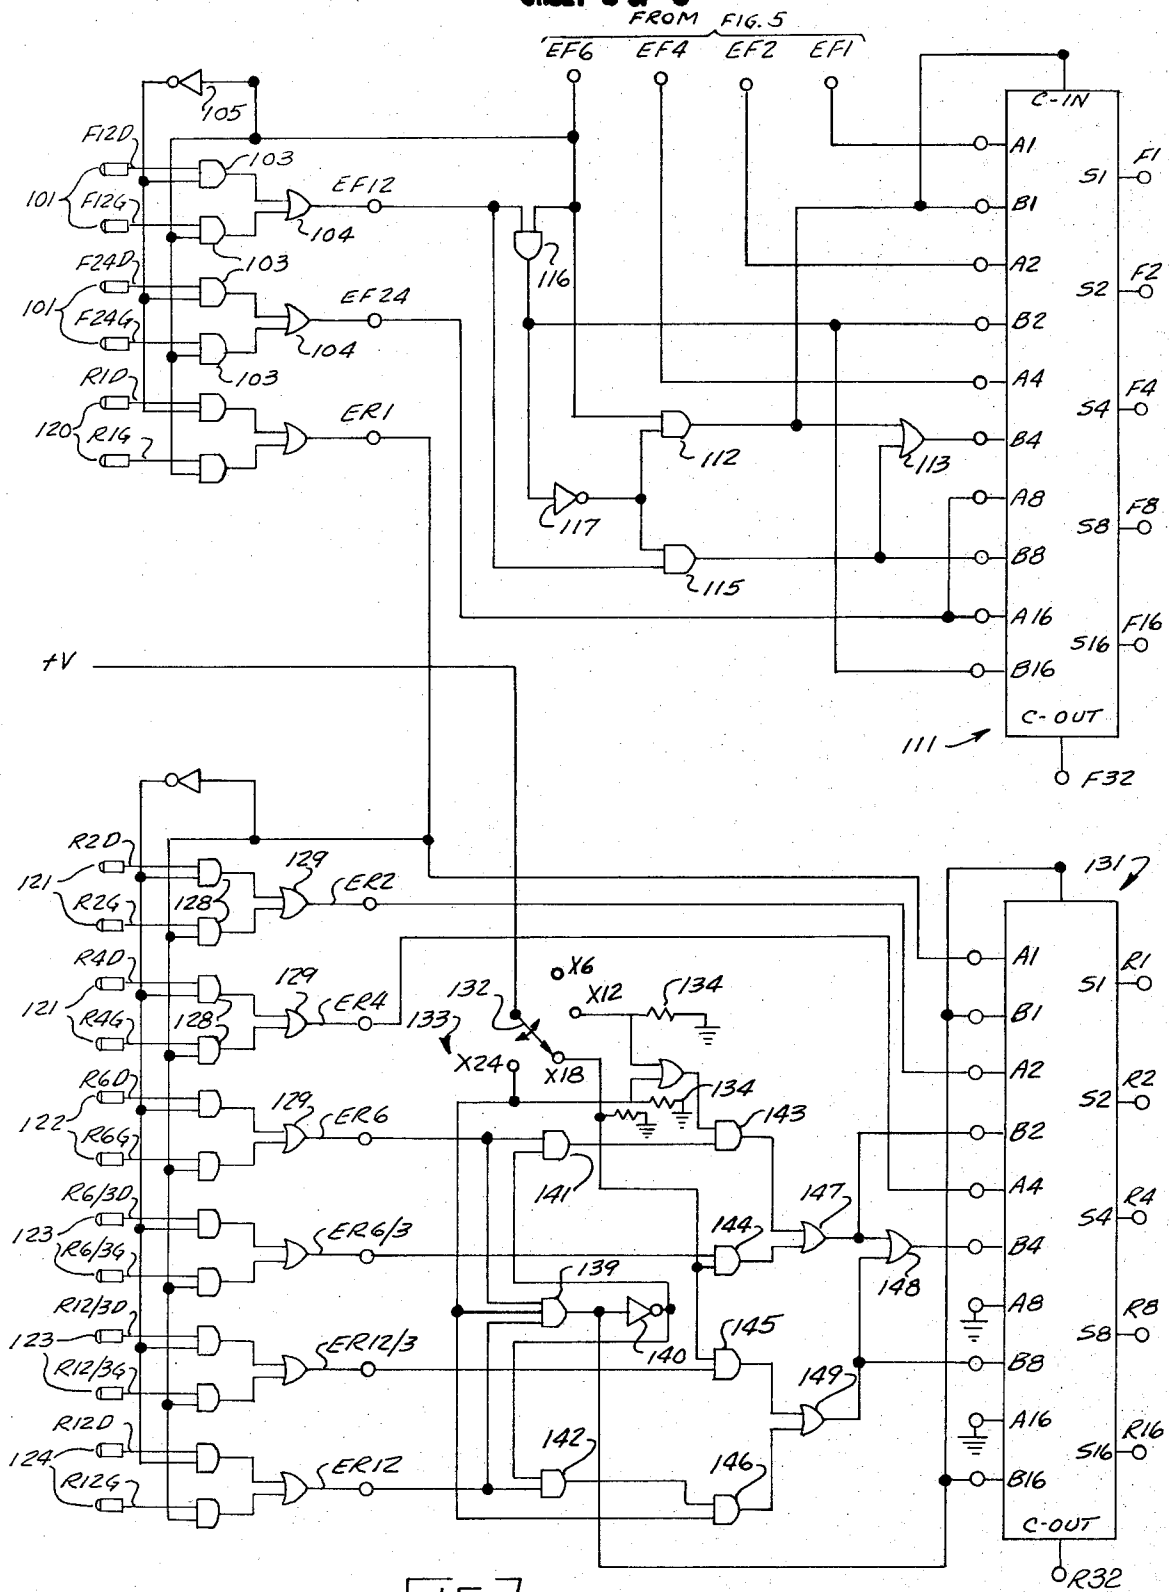 FROM FIG. 5
EF6 EF4 EF2 EF1
105
C-IN
F12D
103
A1
F1
S1
101
F12G
EF12
B1
104
103
F24D
116
A2
F2
S2
101
F24G
EF24
B2
104
103
R1D
A4
F4
S4
120
R1G
ER1
112
113
B4
117
A8
F8
S8
B8
115
A16
F16
S16
+V
B16
C-OUT
111
F32
R2D
129
131
121
ER2
R2G
128
R4D
129
X6
A1
R1
S1
121
132
X12
134
R4G
128
ER4
133
B1
X24
X18
A2
R6D
129
134
R2
S2
122
ER6
143
B2
R6G
141
147
A4
R6/3D
144
R4
S4
123
ER6/3
B4
R6/3G
139
148
A8
R12/3D
145
R8
S8
123
ER12/3
140
149
B8
R12/3G
A16
R12D
142
146
R16
S16
124
ER12
B16
R12G
C-OUT
R32